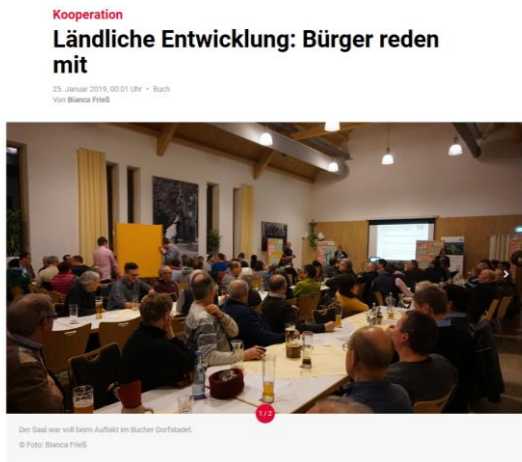 Kooperation
Ländliche Entwicklung: Bürger reden
mit
25. Januar 2019, 00:01 Uhr • Buch
Von Bianca Frieß
1 / 2
Der Saal war voll beim Auftakt im Bucher Dorfstadel.
© Foto: Bianca Frieß